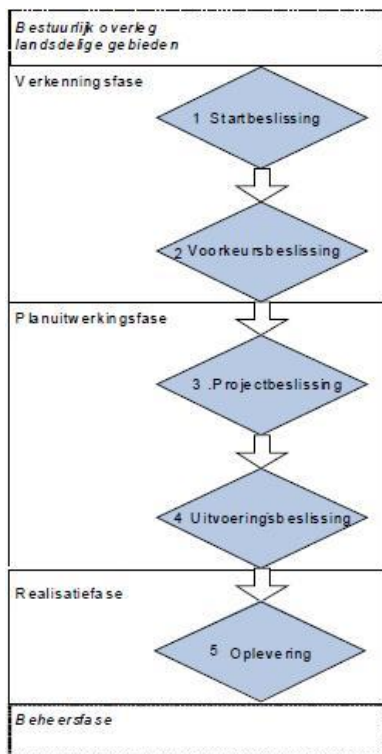 Bestuurlijk overleg
landsdelige gebieden
Verkenningsfase
1 Startbeslissing
2 Voorkeursbeslissing
Planuitwerkingsfase
3 .Projectbeslissing
4 Uitvoeringsbeslissing
Realisatiefase
5 Oplevering
Beheersfase